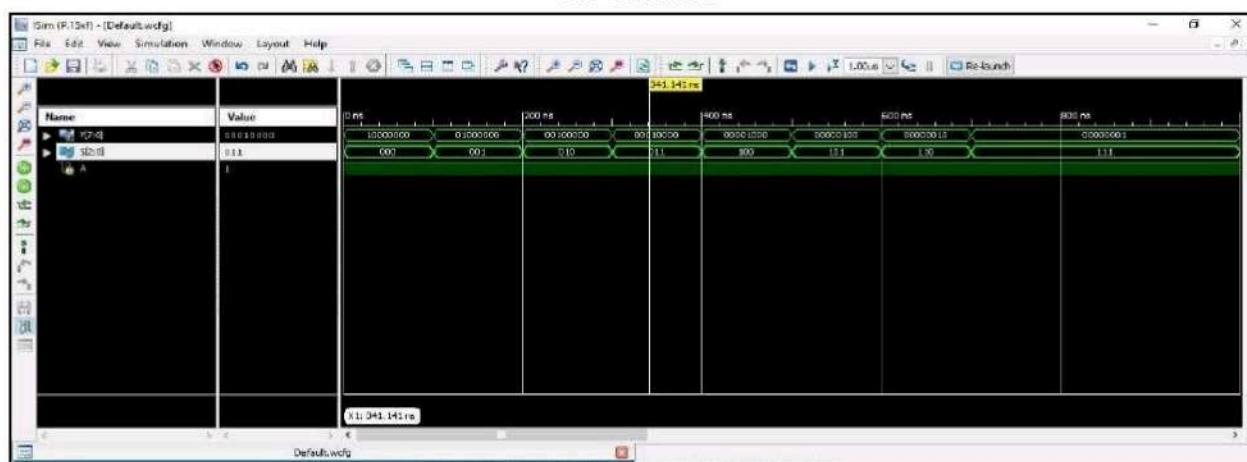 ISim (P.15xf) - [Default.wcfg]
File Edit View Simulation Window Layout Help
1.00us Re-launch
341.141 ns
Name Value 0 ns 200 ns 400 ns 600 ns 800 ns
Y[7:0] 00010000 10000000 01000000 00100000 00010000 00001000 00000100 00000010 00000001
S[2:0] 011 000 001 010 011 100 101 110 111
A 1
X1: 341.141 ns
Default.wcfg